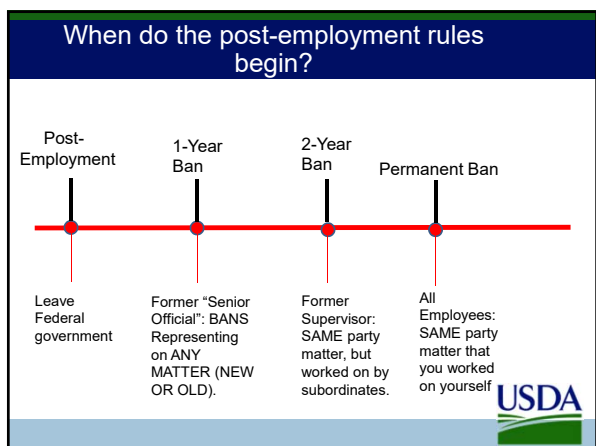 When do the post-employment rules
begin?
Post-
Employment
1-Year
Ban
2-Year
Ban
Permanent Ban
Leave
Federal
government
Former “Senior
Official”: BANS
Representing
on ANY
MATTER (NEW
OR OLD).
Former
Supervisor:
SAME party
matter, but
worked on by
subordinates.
All
Employees:
SAME party
matter that
you worked
on yourself
USDA